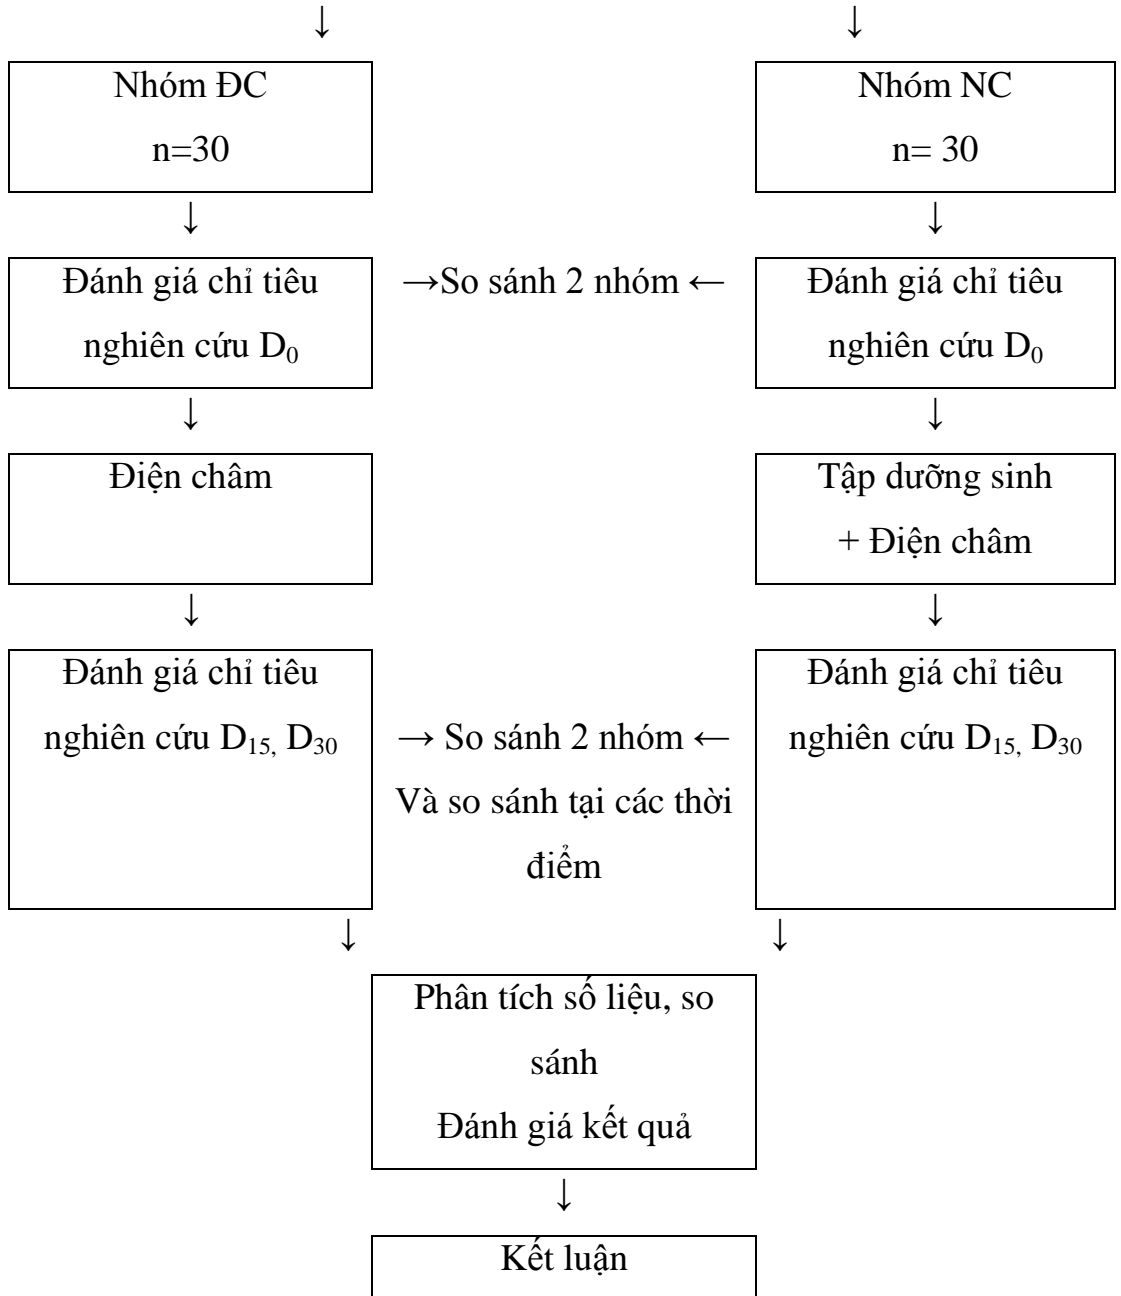 ↓ ↓
Nhóm ĐC
n=30
Nhóm NC
n= 30
↓ ↓
Đánh giá chỉ tiêu
nghiên cứu D₀
→So sánh 2 nhóm ←
Đánh giá chỉ tiêu
nghiên cứu D₀
↓ ↓
Điện châm
Tập dưỡng sinh
+ Điện châm
↓ ↓
Đánh giá chỉ tiêu
nghiên cứu D₁₅, D₃₀
→ So sánh 2 nhóm ←
Và so sánh tại các thời
điểm
Đánh giá chỉ tiêu
nghiên cứu D₁₅, D₃₀
↓ ↓
Phân tích số liệu, so
sánh
Đánh giá kết quả
↓
Kết luận